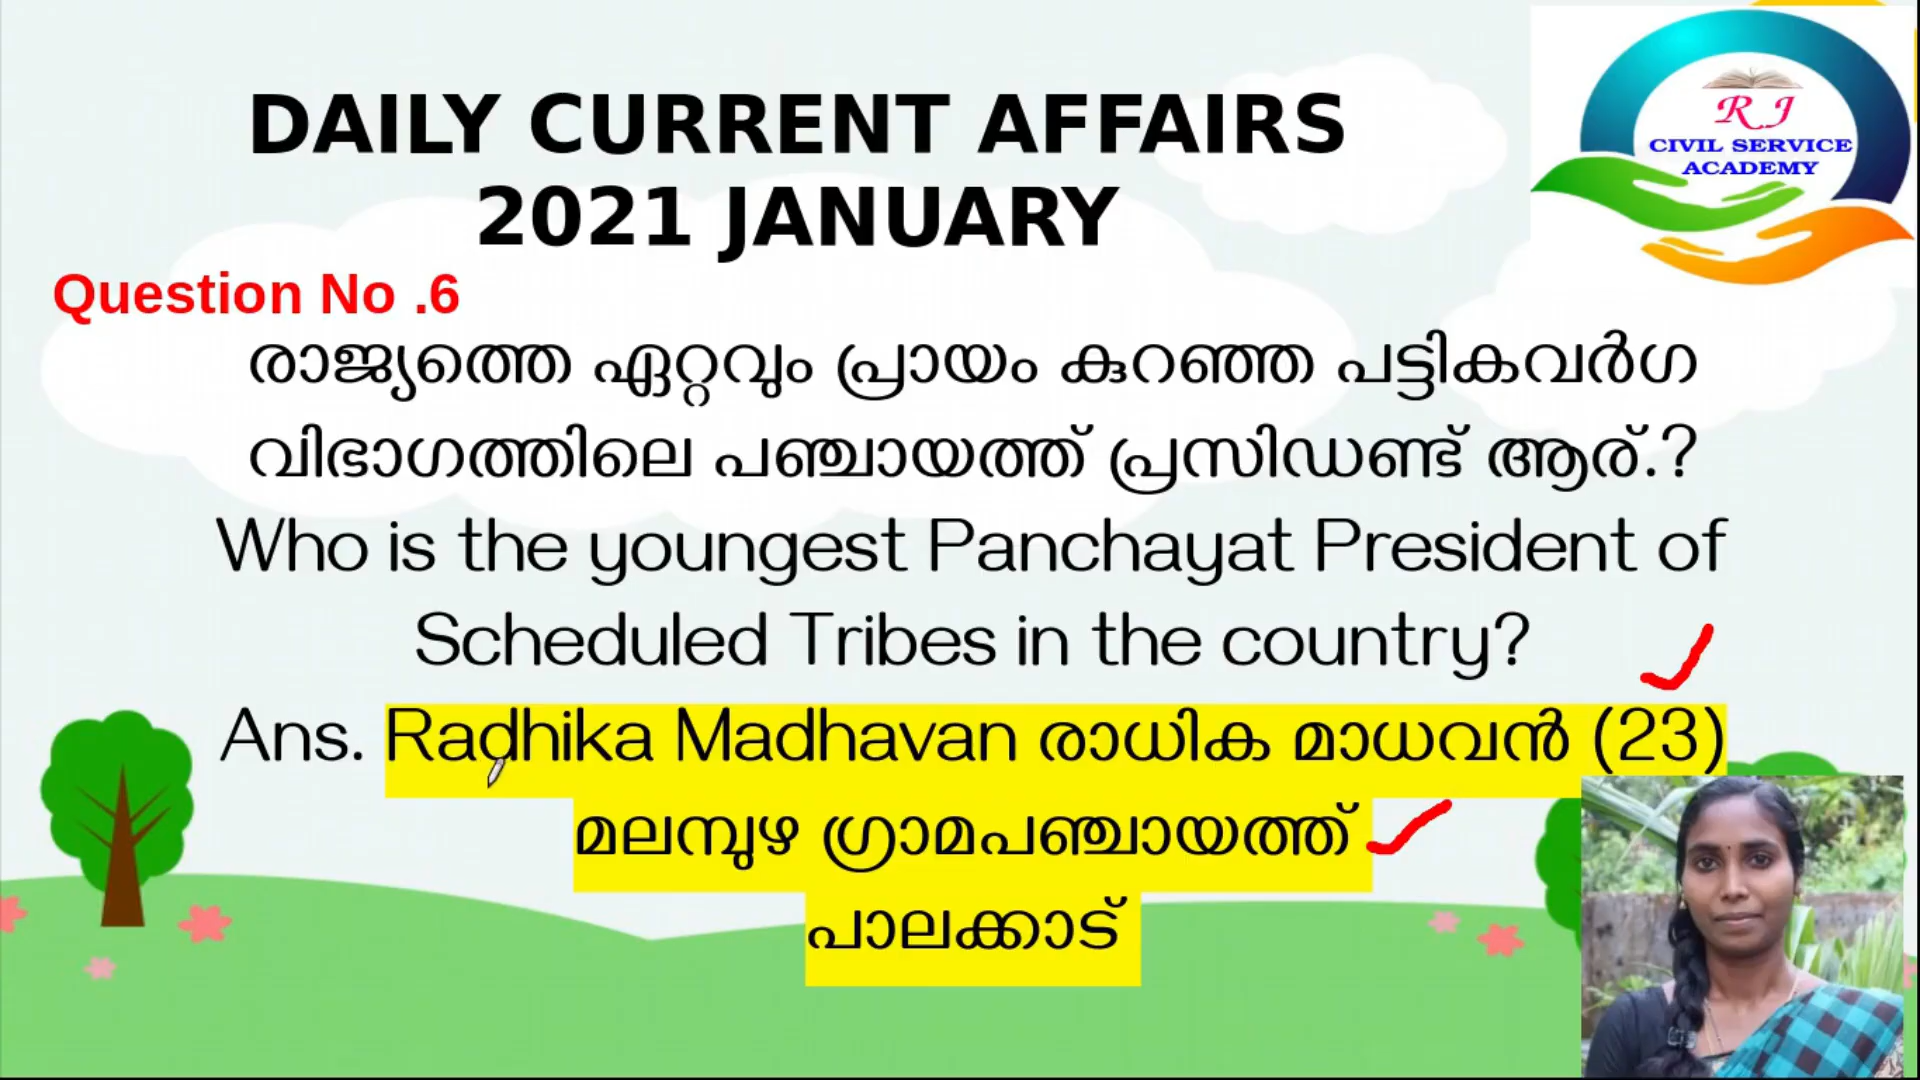 DAILY CURRENT AFFAIRS
2021 JANUARY
R J
CIVIL SERVICE
ACADEMY
Question No .6
രാജ്യത്തെ ഏറ്റവും പ്രായം കുറഞ്ഞ പട്ടികവർഗ
വിഭാഗത്തിലെ പഞ്ചായത്ത് പ്രസിഡണ്ട് ആര്.?
Who is the youngest Panchayat President of
Scheduled Tribes in the country?
Ans. Radhika Madhavan രാധിക മാധവൻ (23)
മലമ്പുഴ ഗ്രാമപഞ്ചായത്ത്
പാലക്കാട്